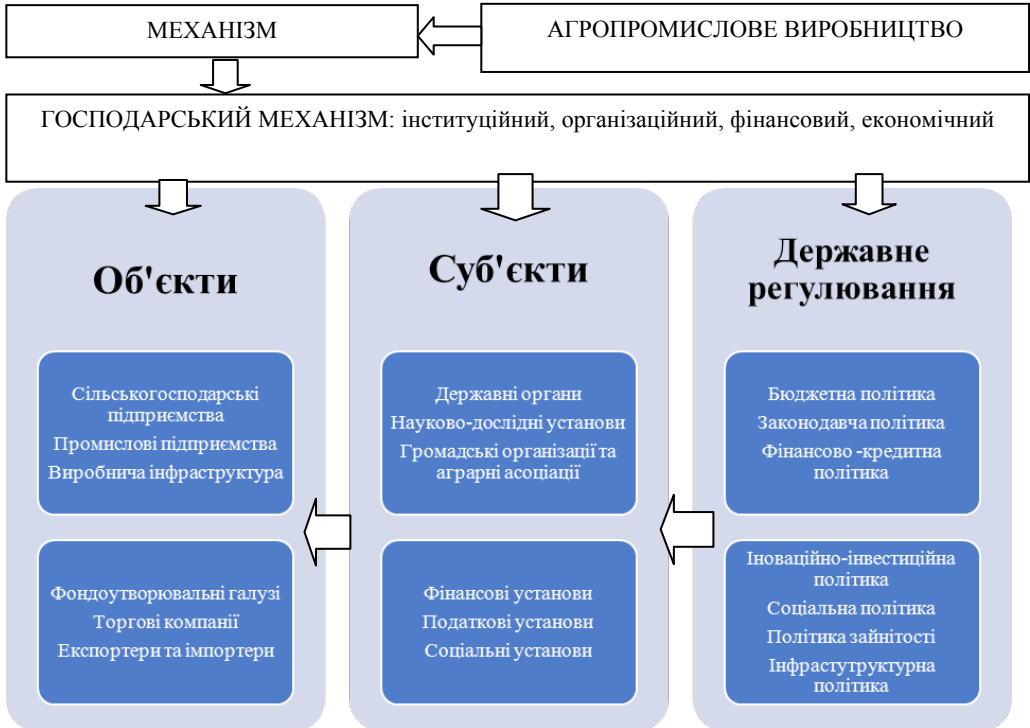 МЕХАНІЗМ
АГРОПРОМИСЛОВЕ ВИРОБНИЦТВО
ГОСПОДАРСЬКИЙ МЕХАНІЗМ: інституційний, організаційний, фінансовий, економічний
Об'єкти
Сільськогосподарські
підприємства
Промислові підприємства
Виробнича інфраструктура
Фондоутворювальні галузі
Торгові компанії
Експортери та імпортери
Суб'єкти
Державні органи
Науково-дослідні установи
Громадські організації та
аграрні асоціації
Фінансові установи
Податкові установи
Соціальні установи
Державне
регулювання
Бюджетна політика
Законодавча політика
Фінансово -кредитна
політика
Іноваційно-інвестиційна
політика
Соціальна політика
Політика зайнятості
Інфрастутруктурна
політика